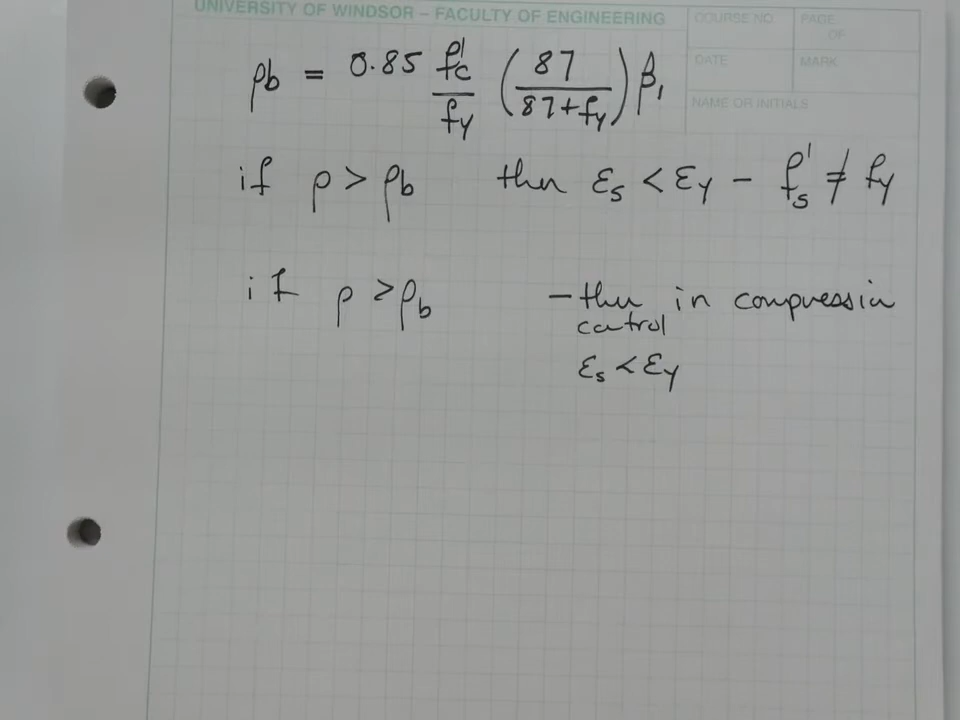 UNIVERSITY OF WINDSOR – FACULTY OF ENGINEERING
COURSE NO
PAGE
OF
DATE
MARK
NAME OR INITIALS
ρb = 0.85 f'c/fy (87/(87+fy)) β₁
if ρ > ρb then εs < εy – f's ≠ fy
if ρ > ρb – then in compression
control
εs < εy